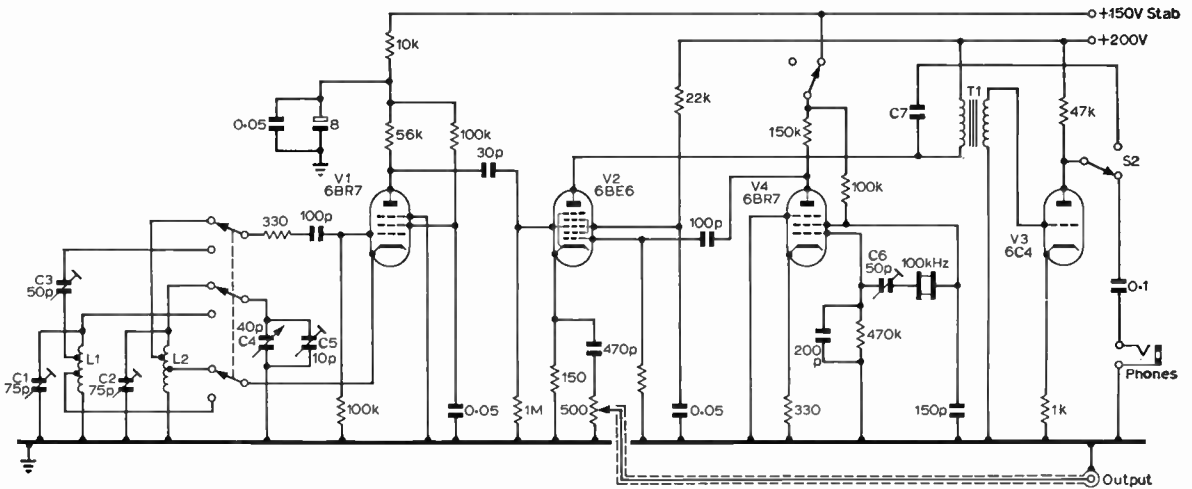 +150V Stab
+200V
10k
0.05
8
56k
100k
22k
150k
C7
T1
47k
S2
30p
V1
6BR7
V2
6BE6
V4
6BR7
100k
100p
V3
6C4
330
100p
C3
50p
C6
50p
100kHz
0.1
40p
C4
C5
10p
L1
L2
C1
75p
C2
75p
470p
200
p
470k
Phones
100k
0.05
1M
150
500
0.05
330
150p
1k
Output